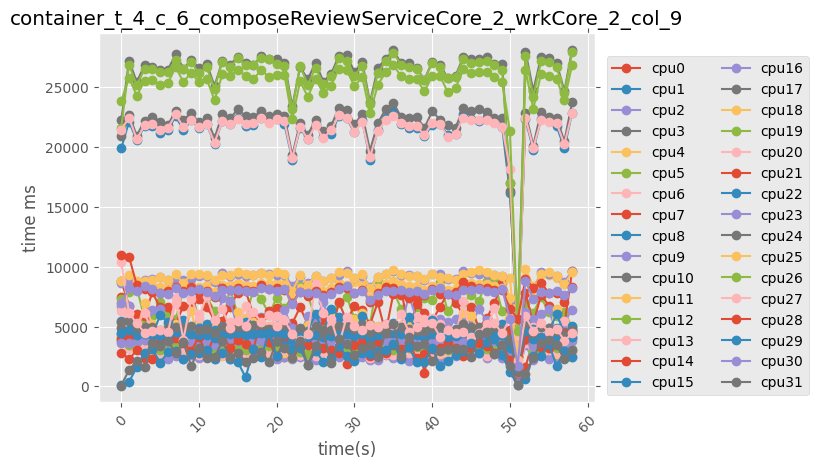 container_t_4_c_6_composeReviewServiceCore_2_wrkCore_2_col_9
time ms
25000
20000
15000
10000
5000
0
0
10
20
30
40
50
60
time(s)
cpu0
cpu1
cpu2
cpu3
cpu4
cpu5
cpu6
cpu7
cpu8
cpu9
cpu10
cpu11
cpu12
cpu13
cpu14
cpu15
cpu16
cpu17
cpu18
cpu19
cpu20
cpu21
cpu22
cpu23
cpu24
cpu25
cpu26
cpu27
cpu28
cpu29
cpu30
cpu31